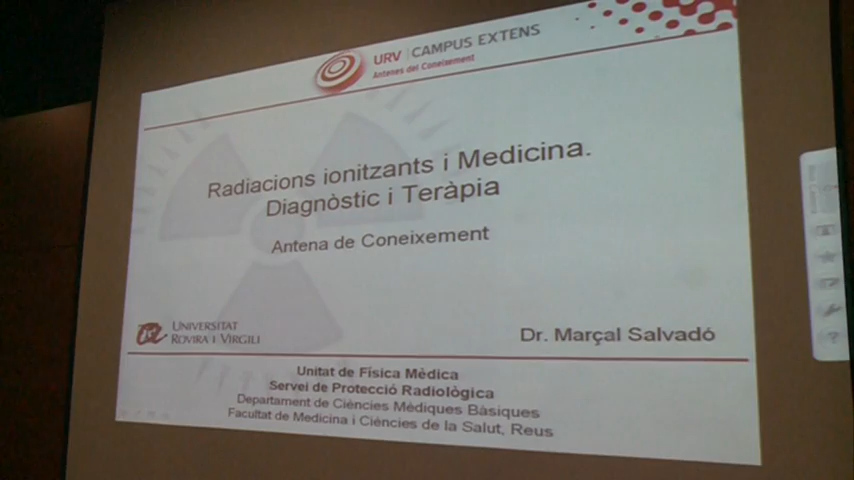 URV | CAMPUS EXTENS
Antenes del Coneixement
Radiacions ionitzants i Medicina.
Diagnòstic i Teràpia
Antena de Coneixement
UNIVERSITAT
ROVIRA I VIRGILI
Dr. Marçal Salvadó
Unitat de Física Mèdica
Servei de Protecció Radiològica
Departament de Ciències Mèdiques Bàsiques
Facultat de Medicina i Ciències de la Salut, Reus